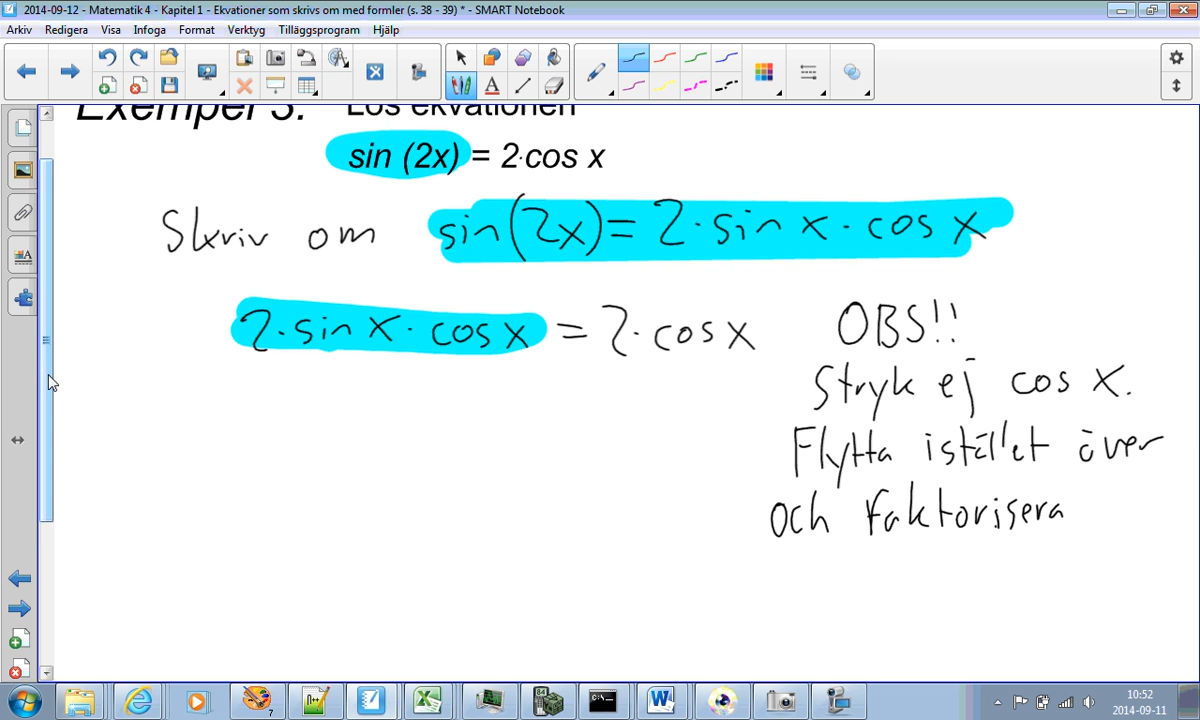 2014-09-12 - Matematik 4 - Kapitel 1 - Ekvationer som skrivs om med formler (s. 38 - 39) * - SMART Notebook
Arkiv Redigera Visa Infoga Format Verktyg Tilläggsprogram Hjälp
Exempel 3: Lös ekvationen
sin (2x) = 2·cos x
Skriv om sin(2x) = 2·sin x·cos x
2·sin x·cos x = 2·cos x
OBS!!
Stryk ej cos x.
Flytta istället över
och faktorisera
10:52
2014-09-11